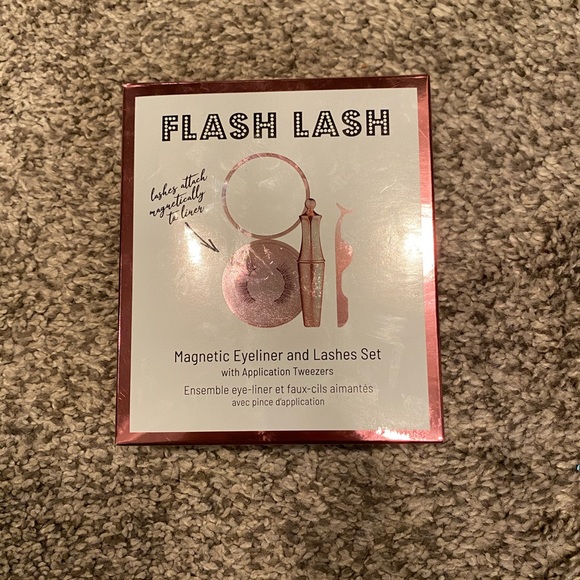 FLASH LASH
lashes attach
magnetically
to liner
Magnetic Eyeliner and Lashes Set
with Application Tweezers
Ensemble eye-liner et faux-cils aimantés
avec pince d'application